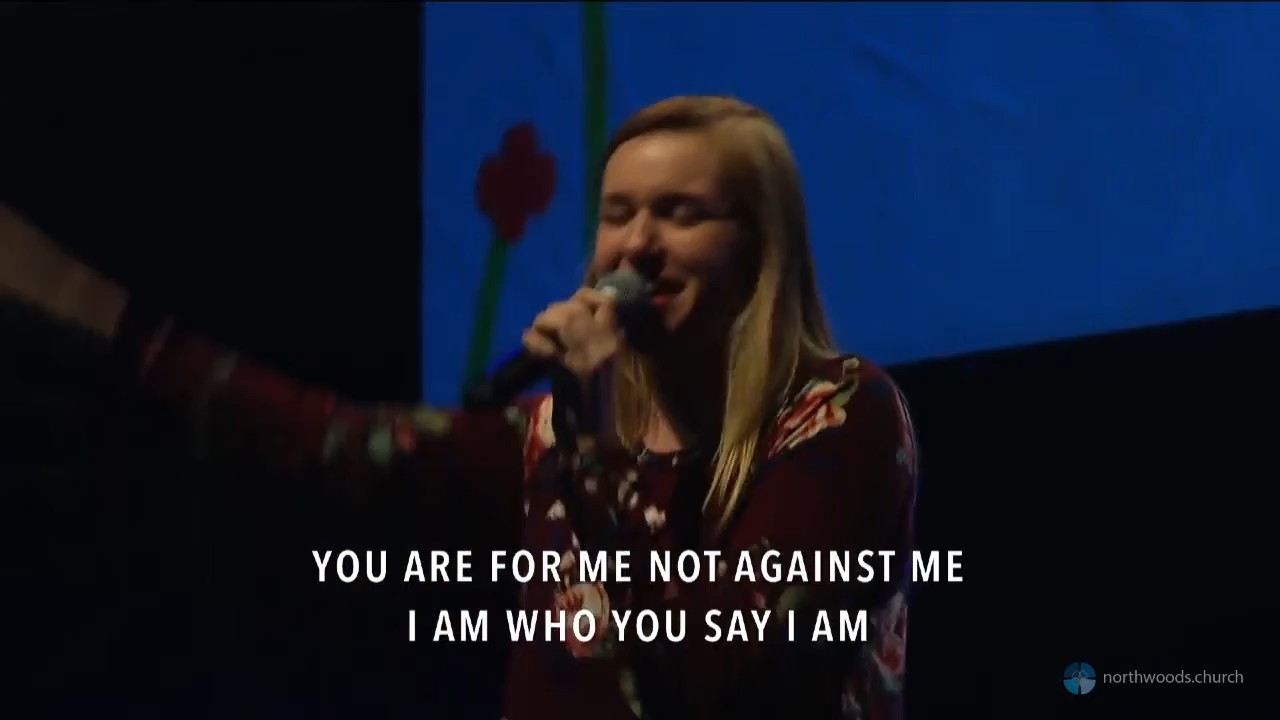 YOU ARE FOR ME NOT AGAINST ME
I AM WHO YOU SAY I AM
northwoods.church